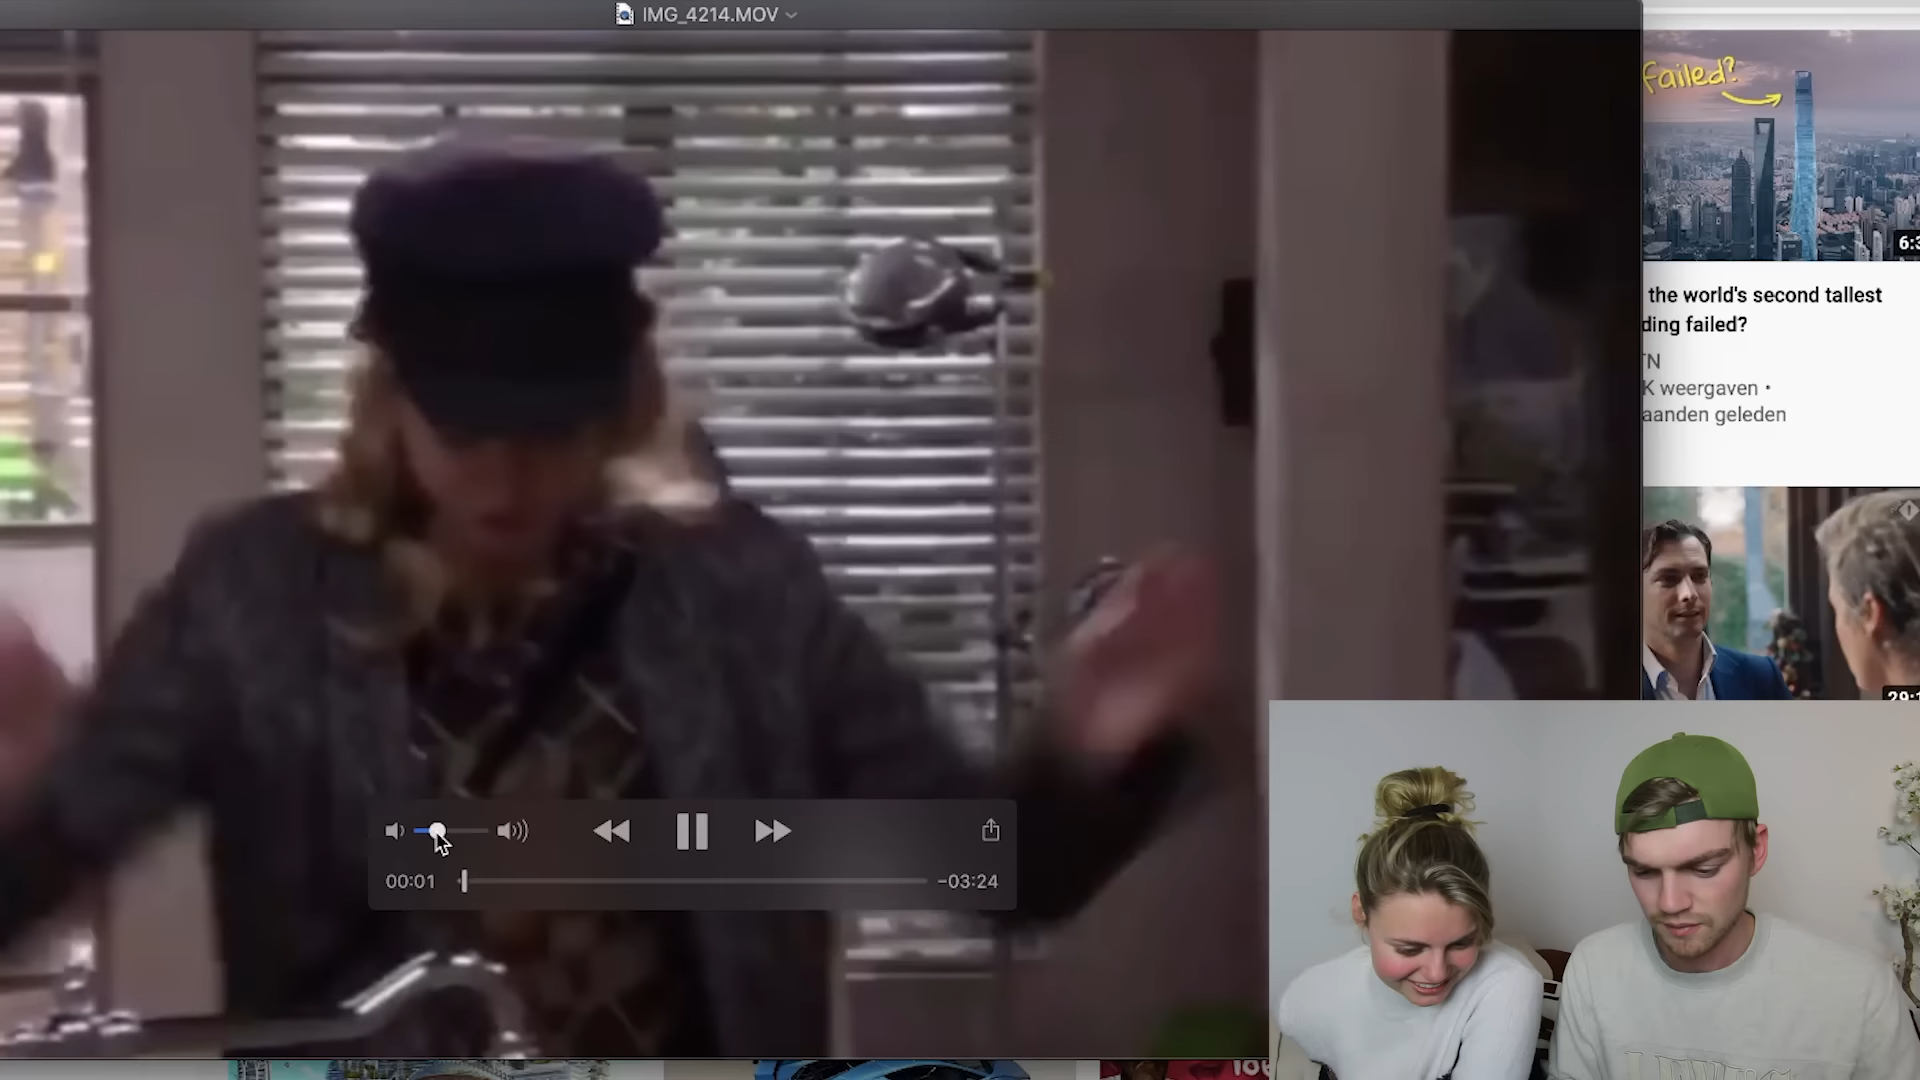 IMG_4214.MOV
failed?
6:3
the world's second tallest
ding failed?
TN
K weergaven •
aanden geleden
29:1
00:01
-03:24